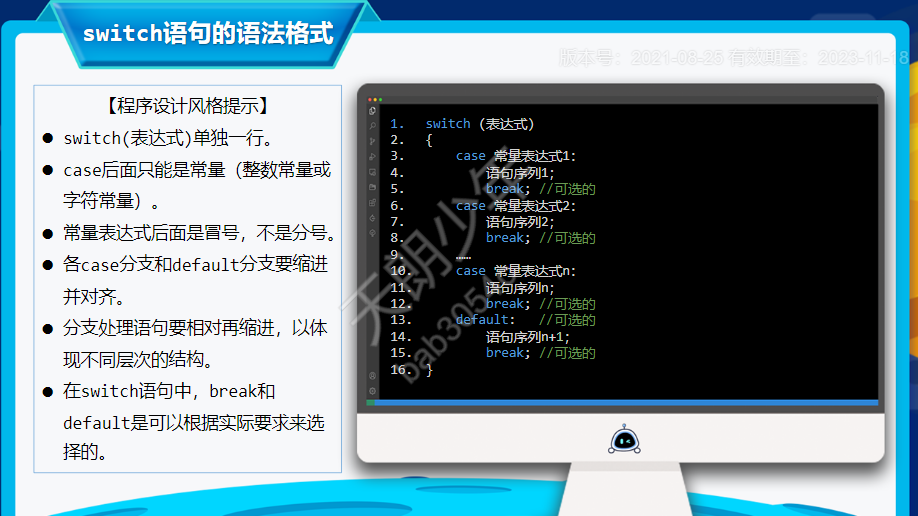 switch语句的语法格式
版本号：2021-08-25 有效期至：2023-11-18
【程序设计风格提示】
● switch(表达式)单独一行。
● case后面只能是常量（整数常量或
字符常量）。
● 常量表达式后面是冒号，不是分号。
● 各case分支和default分支要缩进
并对齐。
● 分支处理语句要相对再缩进，以体
现不同层次的结构。
● 在switch语句中，break和
default是可以根据实际要求来选
择的。
1. switch (表达式)
2. {
3. case 常量表达式1:
4. 语句序列1;
5. break; //可选的
6. case 常量表达式2:
7. 语句序列2;
8. break; //可选的
9. ……
10. case 常量表达式n:
11. 语句序列n;
12. break; //可选的
13. default: //可选的
14. 语句序列n+1;
15. break; //可选的
16. }
天朗少年